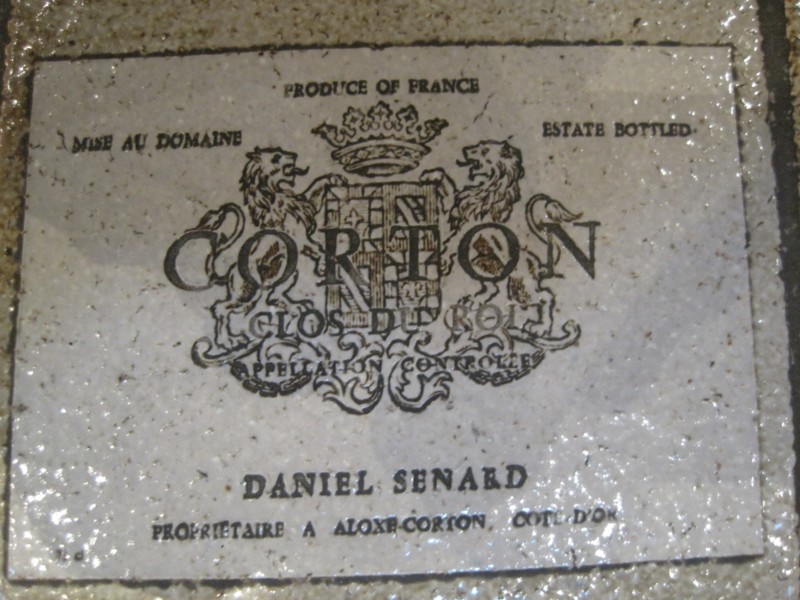 PRODUCE OF FRANCE
MISE AU DOMAINE
ESTATE BOTTLED
CORTON
CLOS DU ROI
APPELLATION CONTROLLEE
DANIEL SENARD
PROPRIETAIRE A ALOXE-CORTON, COTE-D'OR